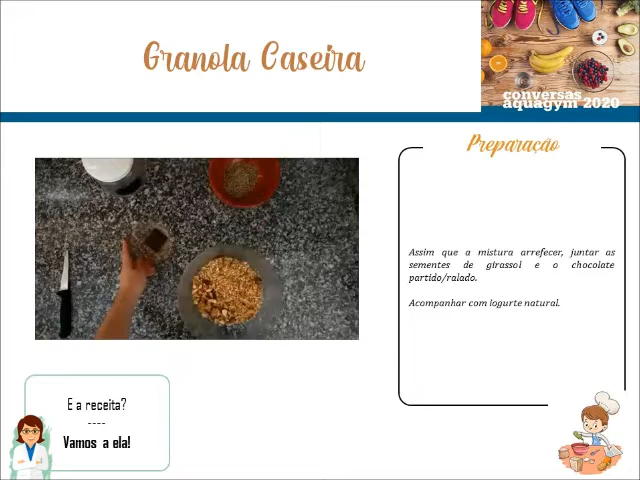 Granola Caseira
conversas
aquagym 2020
Preparação
Assim que a mistura arrefecer, juntar as
sementes de girassol e o chocolate
partido/ralado.
Acompanhar com iogurte natural.
E a receita?
----
Vamos a ela!